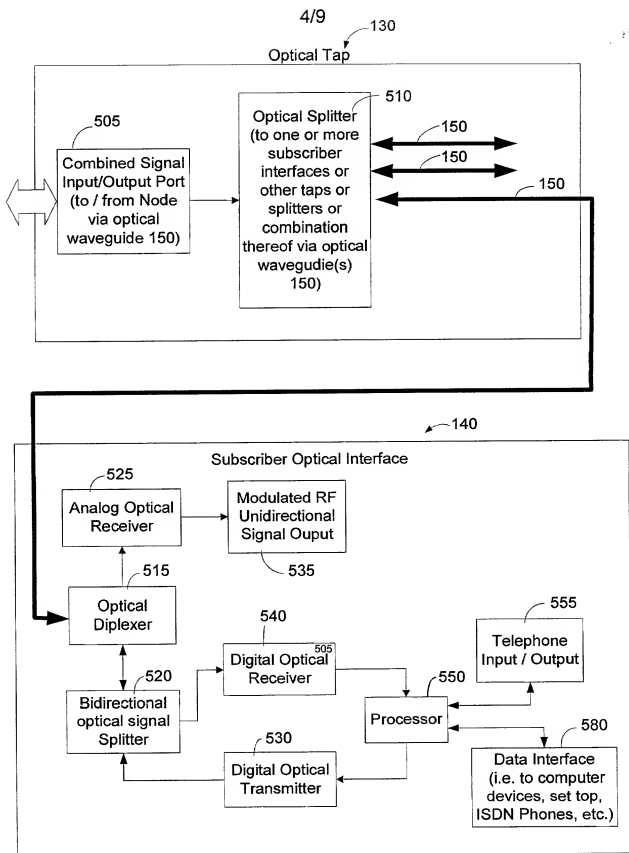 4/9
130
Optical Tap
505
Combined Signal
Input/Output Port
(to / from Node
via optical
waveguide 150)
510
Optical Splitter
(to one or more
subscriber
interfaces or
other taps or
splitters or
combination
thereof via optical
wavegudie(s)
150)
150
150
150
140
Subscriber Optical Interface
525
Analog Optical
Receiver
Modulated RF
Unidirectional
Signal Ouput
535
515
Optical
Diplexer
540
505
Digital Optical
Receiver
555
Telephone
Input / Output
520
Bidirectional
optical signal
Splitter
550
Processor
530
Digital Optical
Transmitter
580
Data Interface
(i.e. to computer
devices, set top,
ISDN Phones, etc.)